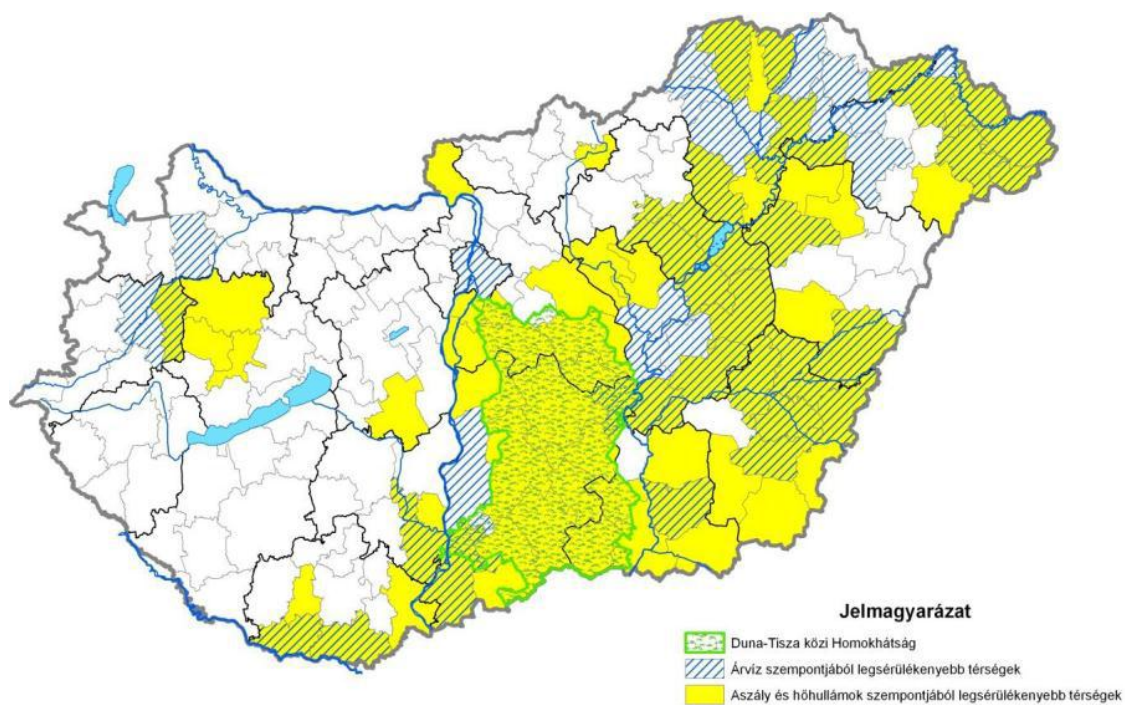 Jelmagyarázat
Duna-Tisza közi Homokhátság
Árvíz szempontjából legsérülékenyebb térségek
Aszály és hőhullámok szempontjából legsérülékenyebb térségek